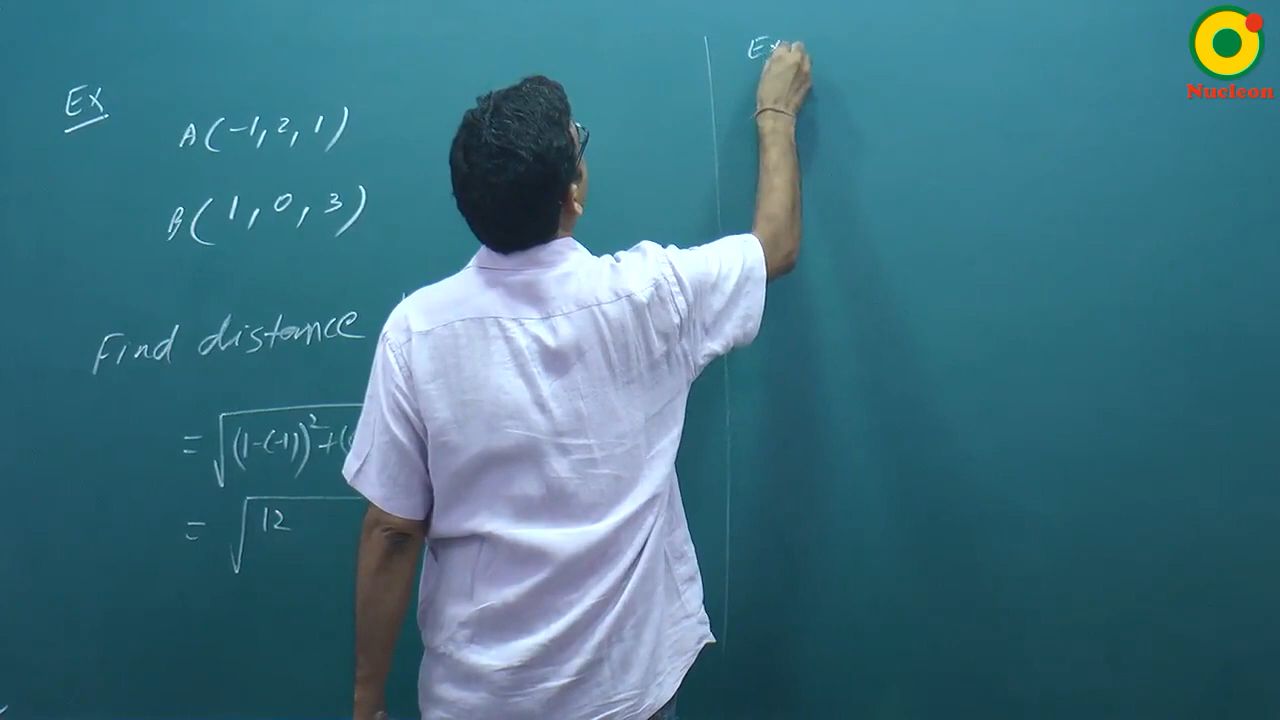 Ex
A(-1, 2, 1)
B(1, 0, 3)
Find distance
= √(1-(-1))²+(
= √12
Ex
Nucleon